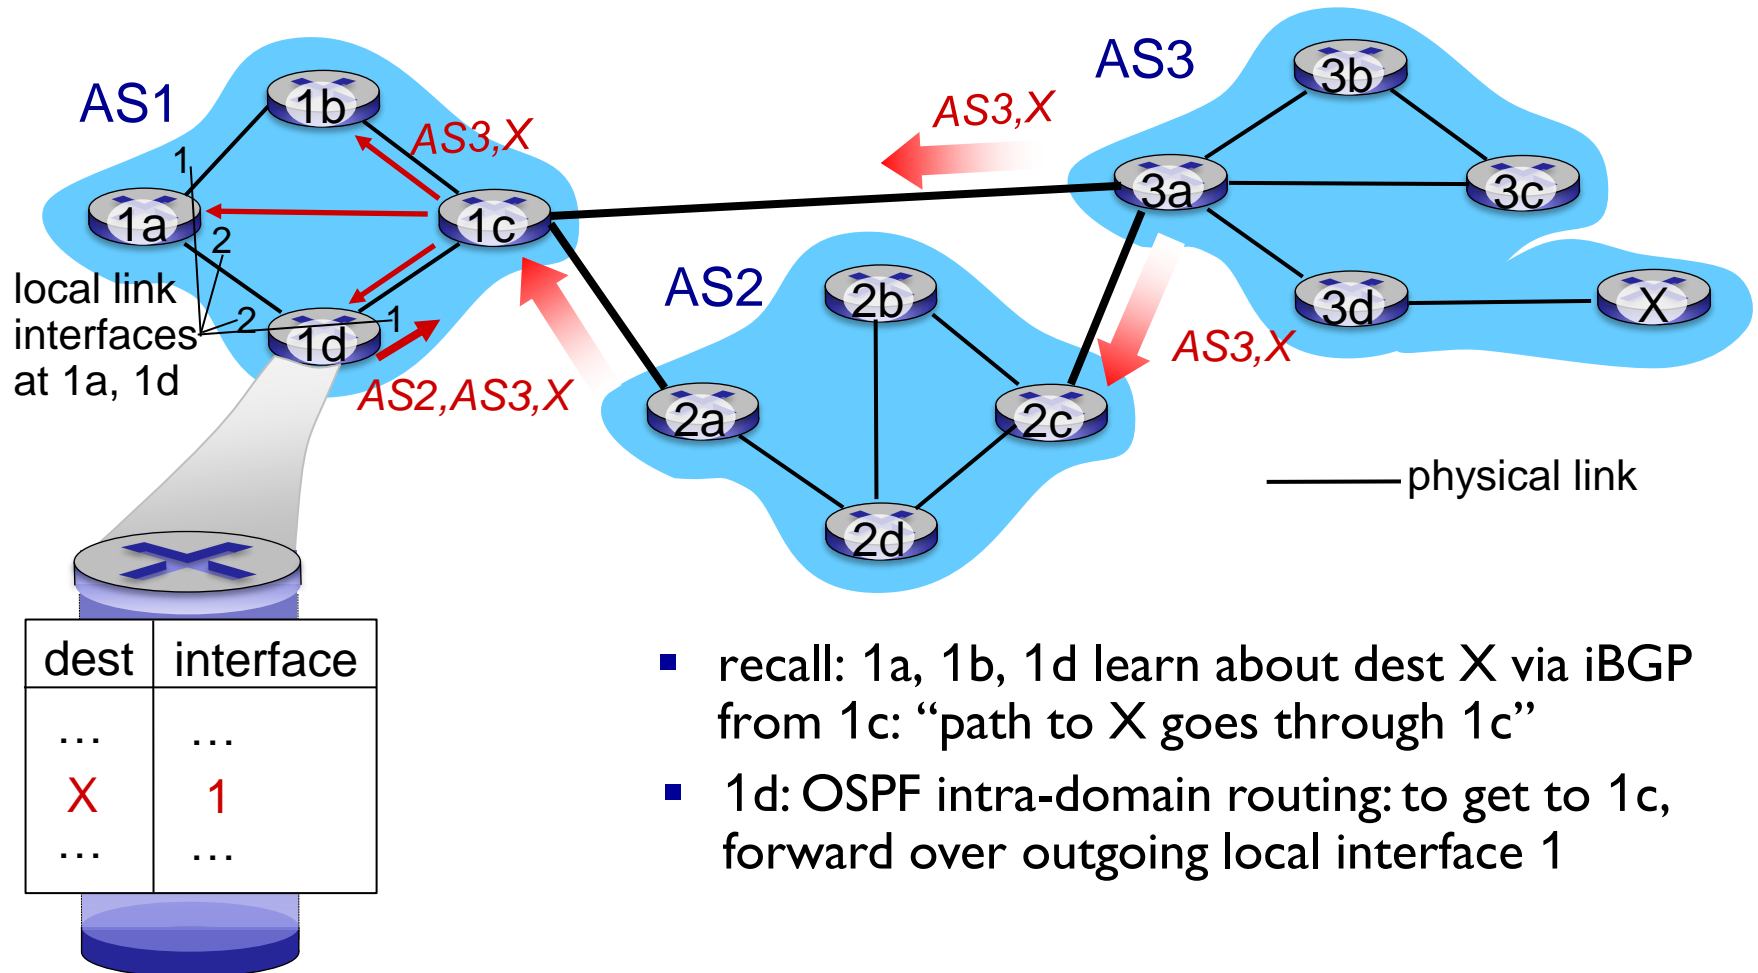 AS1
1b
AS3,X
1
1a
1c
2
local link
interfaces
at 1a, 1d
2
1
1d
AS2,AS3,X
AS3,X
AS3
3b
3a
3c
3d
X
AS3,X
AS2
2b
2a
2c
2d
physical link
dest interface
… …
X 1
… …
▪ recall: 1a, 1b, 1d learn about dest X via iBGP
from 1c: “path to X goes through 1c”
▪ 1d: OSPF intra-domain routing: to get to 1c,
forward over outgoing local interface 1